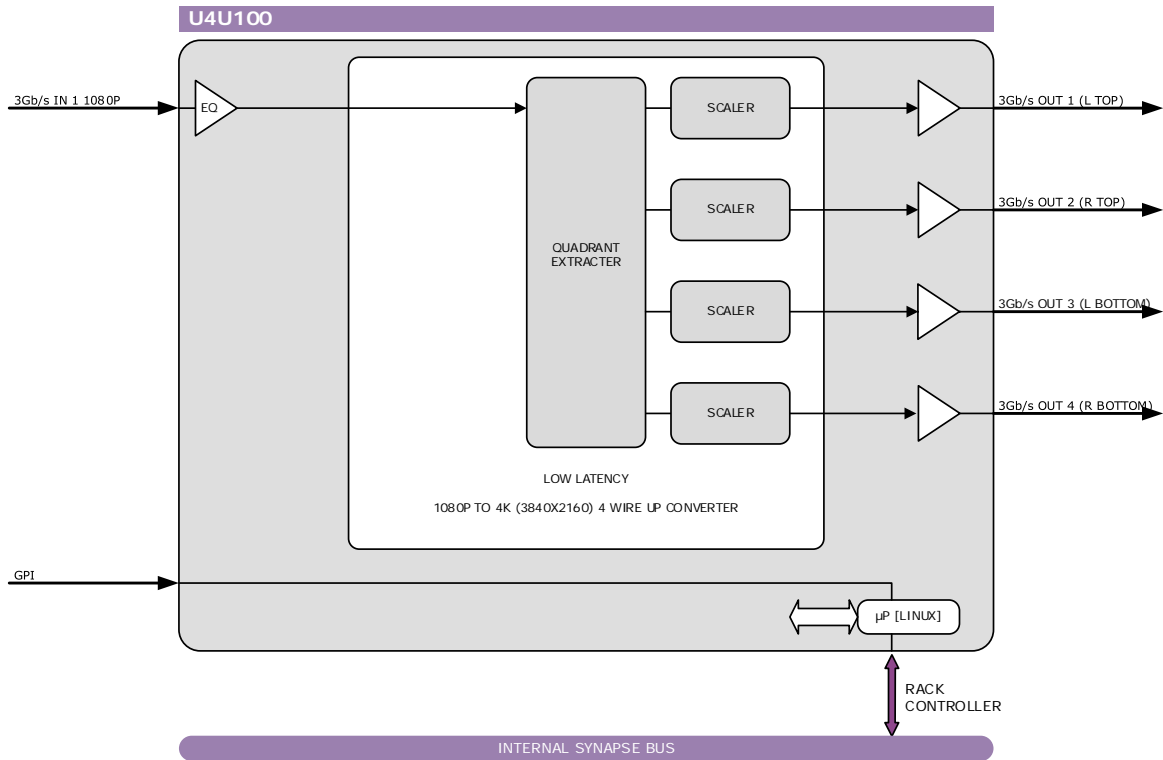 U4U100
3Gb/s IN 1 1080P
EQ
SCALER
3Gb/s OUT 1 (L TOP)
SCALER
3Gb/s OUT 2 (R TOP)
QUADRANT
EXTRACTER
SCALER
3Gb/s OUT 3 (L BOTTOM)
SCALER
3Gb/s OUT 4 (R BOTTOM)
LOW LATENCY
1080P TO 4K (3840X2160) 4 WIRE UP CONVERTER
GPI
µP [LINUX]
RACK
CONTROLLER
INTERNAL SYNAPSE BUS